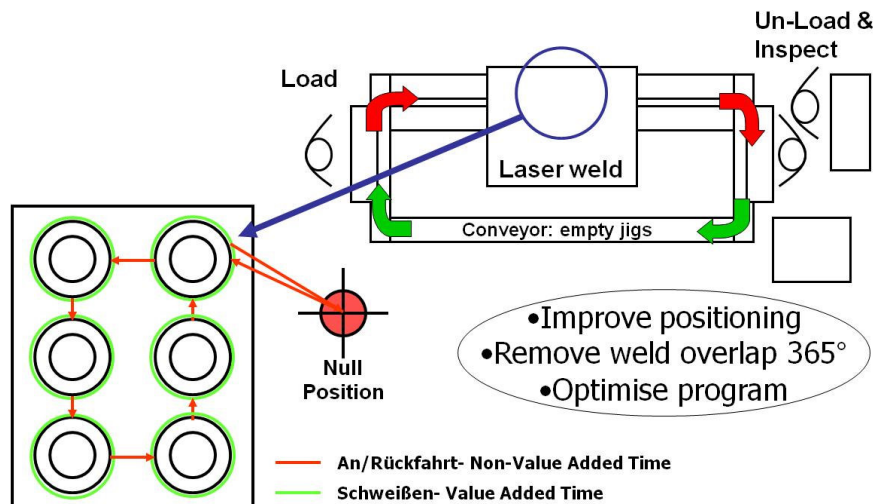 Un-Load &
Inspect
Load
Laser weld
Conveyor: empty jigs
Null
Position
•Improve positioning
•Remove weld overlap 365°
•Optimise program
An/Rückfahrt- Non-Value Added Time
Schweißen- Value Added Time